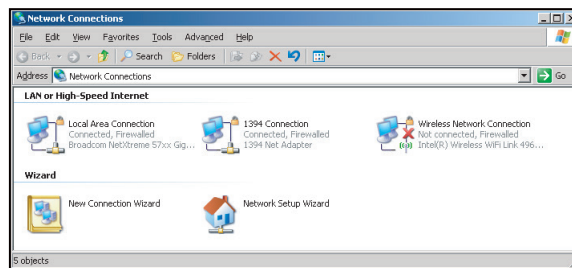 Network Connections
File Edit View Favorites Tools Advanced Help
Back Search Folders
Address Network Connections Go
LAN or High-Speed Internet
Local Area Connection
Connected, Firewalled
Broadcom NetXtreme 57xx Gig...
1394 Connection
Connected, Firewalled
1394 Net Adapter
Wireless Network Connection
Not connected, Firewalled
Intel(R) Wireless WiFi Link 496...
Wizard
New Connection Wizard
Network Setup Wizard
5 objects